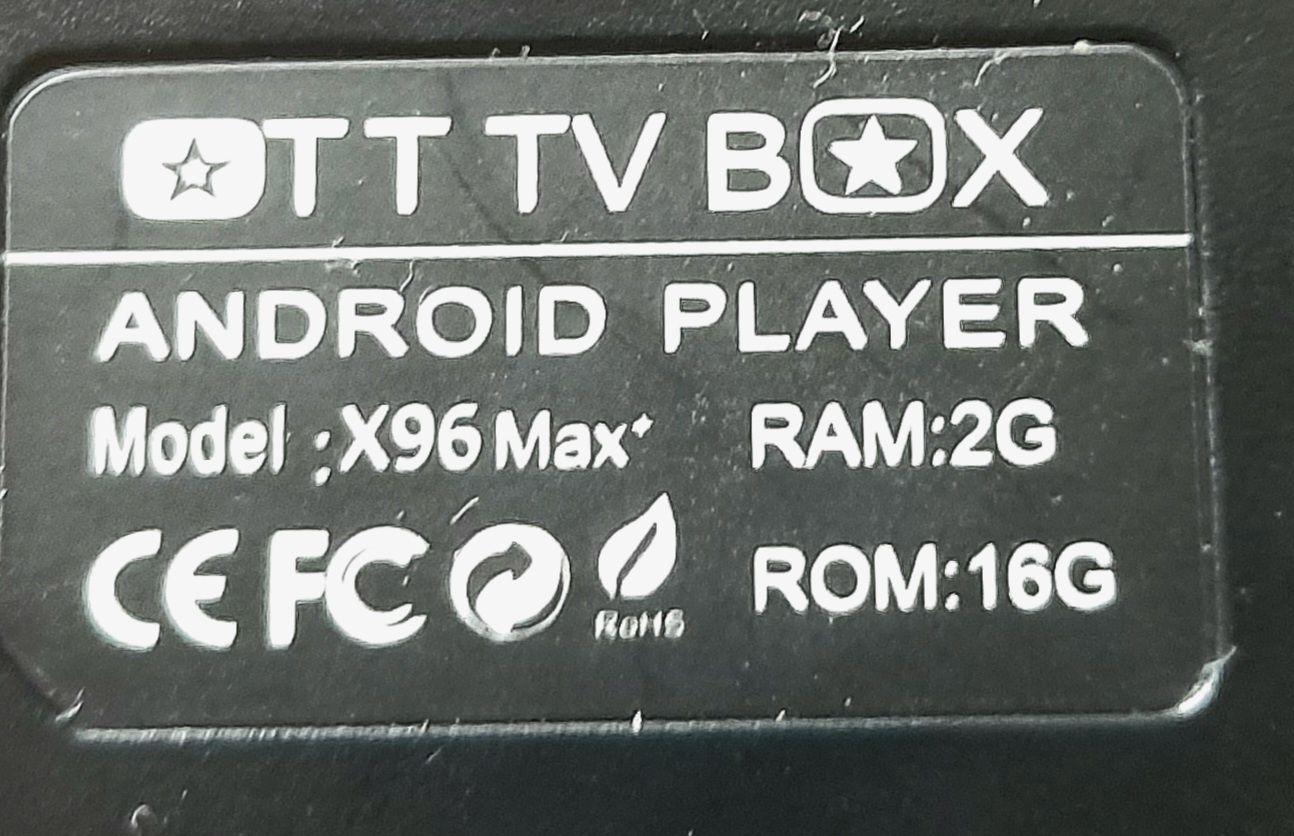 OTT TV BOX
ANDROID PLAYER
Model :X96 Max+ RAM:2G
CE FC RoHS ROM:16G